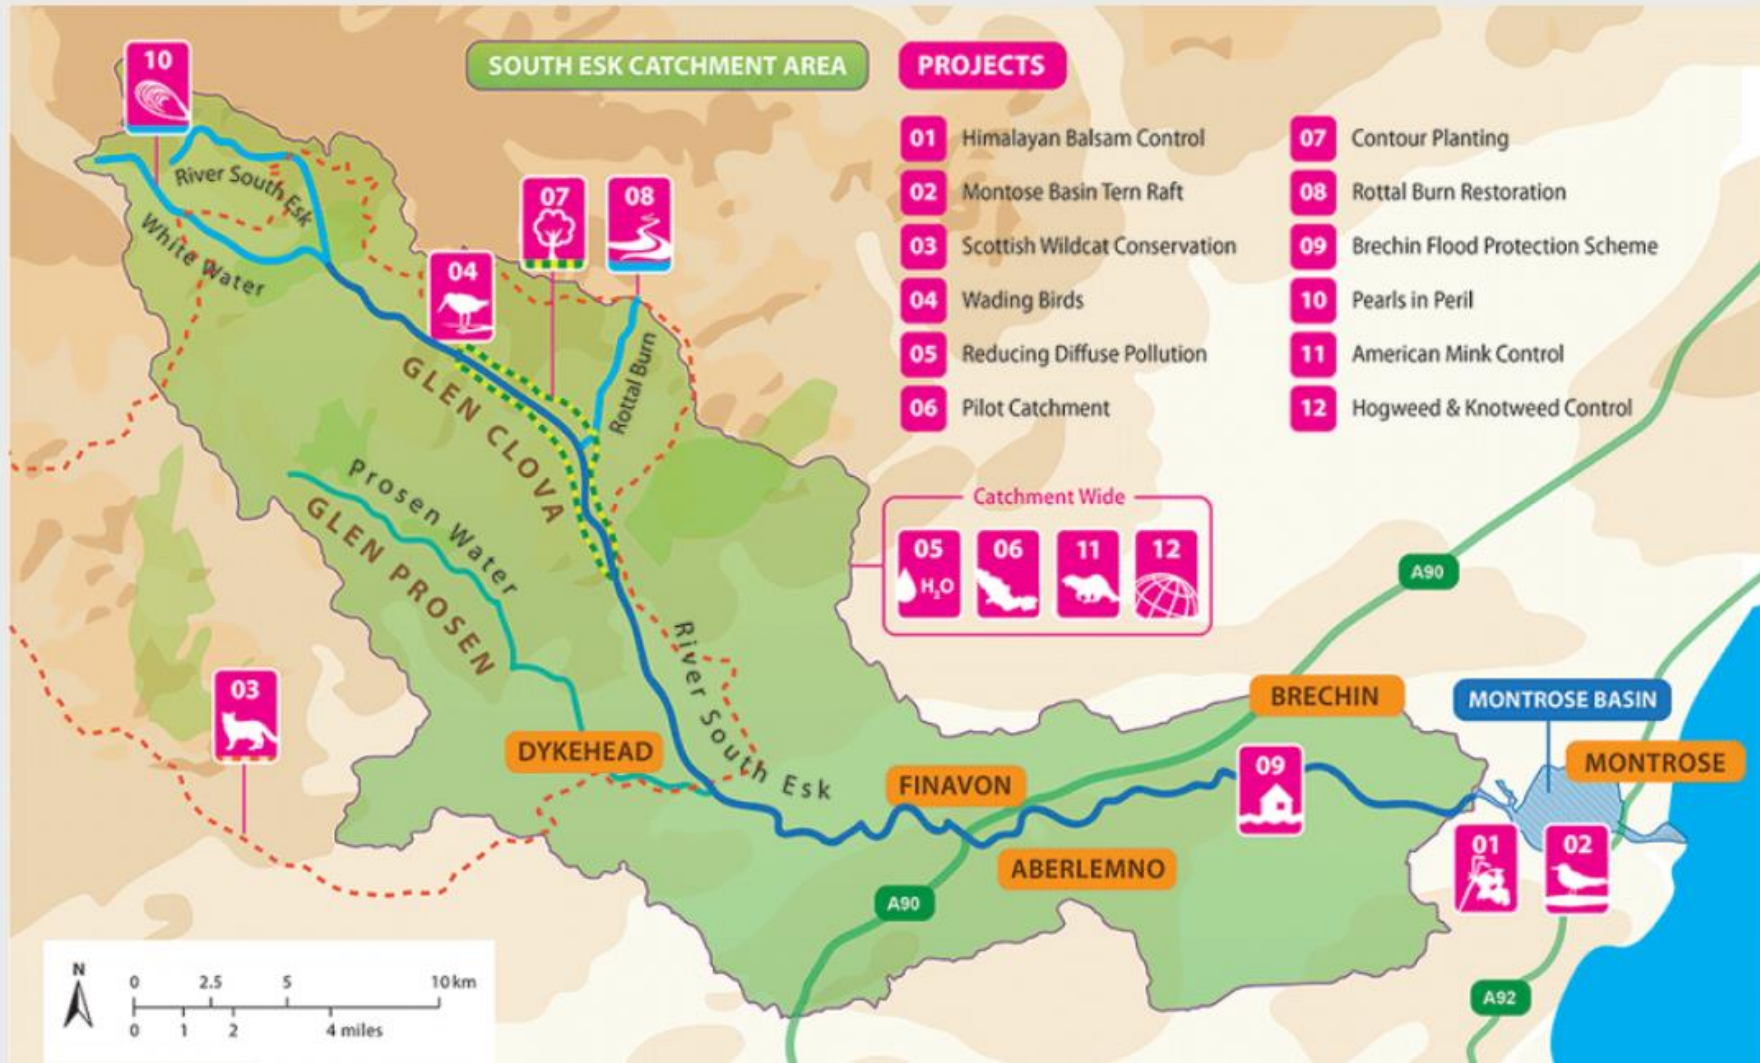 SOUTH ESK CATCHMENT AREA
PROJECTS
01 Himalayan Balsam Control
02 Montose Basin Tern Raft
03 Scottish Wildcat Conservation
04 Wading Birds
05 Reducing Diffuse Pollution
06 Pilot Catchment
07 Contour Planting
08 Rottal Burn Restoration
09 Brechin Flood Protection Scheme
10 Pearls in Peril
11 American Mink Control
12 Hogweed & Knotweed Control
10
River South Esk
White Water
04
07
08
Rottal Burn
GLEN CLOVA
Prosen Water
GLEN PROSEN
Catchment Wide
05
H₂O
06
11
12
A90
River South Esk
03
DYKEHEAD
FINAVON
BRECHIN
MONTROSE BASIN
MONTROSE
09
ABERLEMNO
01
02
A90
A92
N
0 2.5 5 10 km
0 1 2 4 miles